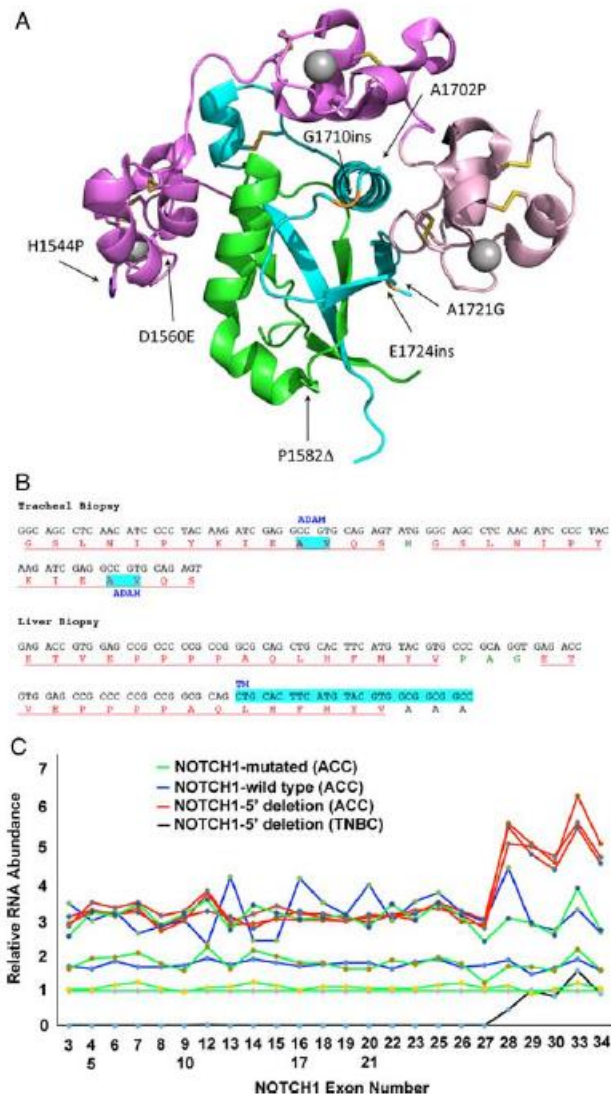 A
A1702P
G1710ins
H1544P
D1560E
A1721G
E1724ins
P1582Δ
B
Tracheal Biopsy
ADAM
GGC AGC CTC AAC ATC CCC TAC AAG ATC GAG GCC GTG CAG AGT ATG GGC AGC CTC AAC ATC CCC TAC
G S L N I P Y K I E A V Q S M G S L N I P Y
AAG ATC GAG GCC GTG CAG AGT
K I E A V Q S
ADAM
Liver Biopsy
GAG ACC GTG GAG CCG CCC CCG CCG GCG CAG CTG CAC TTC ATG TAC GTG CCC GCA GGT GAG ACC
E T V E P P P P A Q L H F M Y V P A G E T
TM
GTG GAG CCG CCC CCG CCG GCG CAG CTG CAC TTC ATG TAC GTG GCG GCG GCC
V E P P P P A Q L H F M Y V A A A
C
NOTCH1-mutated (ACC)
NOTCH1-wild type (ACC)
NOTCH1-5' deletion (ACC)
NOTCH1-5' deletion (TNBC)
Relative RNA Abundance
7
6
5
4
3
2
1
0
3 4 6 7 8 9 11 12 13 14 15 16 18 19 20 22 23 25 26 27 28 29 30 33 34
5 10 17 21
NOTCH1 Exon Number